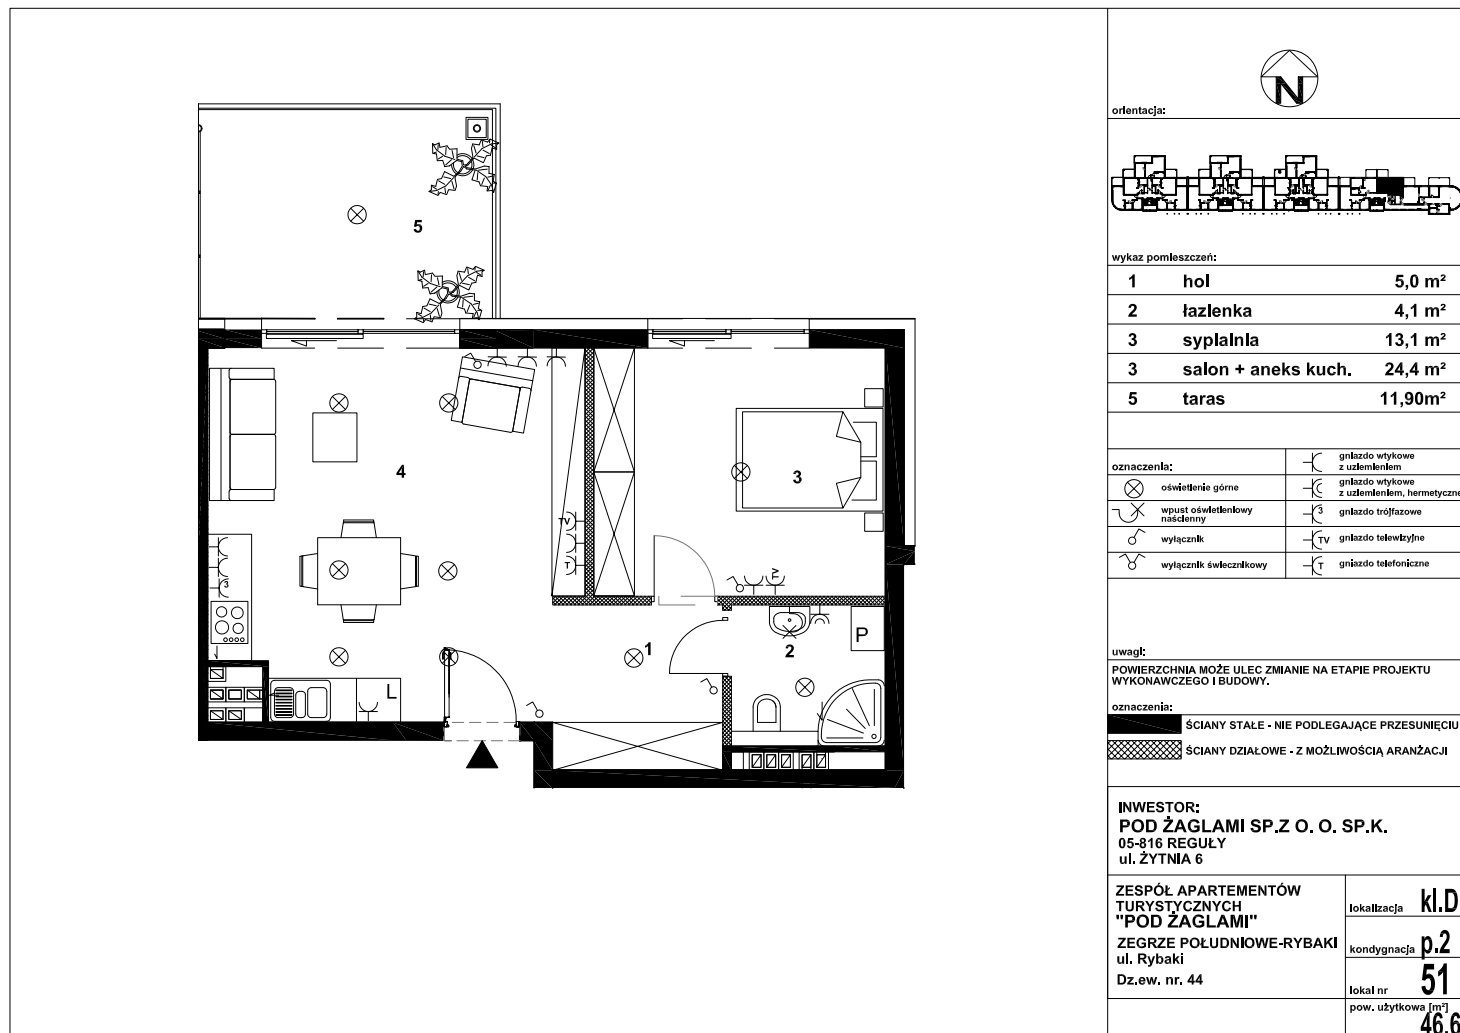 5
4
3
TV
T
3
TV
1
2
P
L
N
orientacja:
wykaz pomieszczeń:
1 hol 5,0 m²
2 łazienka 4,1 m²
3 sypialnia 13,1 m²
3 salon + aneks kuch. 24,4 m²
5 taras 11,90m²
oznaczenia:
oświetlenie górne
wpust oświetleniowy
naścienny
wyłącznik
wyłącznik świecznikowy
gniazdo wtykowe
z uziemieniem
gniazdo wtykowe
z uziemieniem, hermetyczne
3 gniazdo trójfazowe
TV gniazdo telewizyjne
T gniazdo telefoniczne
uwagi:
POWIERZCHNIA MOŻE ULEC ZMIANIE NA ETAPIE PROJEKTU
WYKONAWCZEGO I BUDOWY.
oznaczenia:
ŚCIANY STAŁE - NIE PODLEGAJĄCE PRZESUNIĘCIU
ŚCIANY DZIAŁOWE - Z MOŻLIWOŚCIĄ ARANŻACJI
INWESTOR:
POD ŻAGLAMI SP.Z O. O. SP.K.
05-816 REGUŁY
ul. ŻYTNIA 6
ZESPÓŁ APARTEMENTÓW
TURYSTYCZNYCH
"POD ŻAGLAMI"
ZEGRZE POŁUDNIOWE-RYBAKI
ul. Rybaki
Dz.ew. nr. 44
lokalizacja kl.D
kondygnacja p.2
lokal nr 51
pow. użytkowa [m²]
46,6